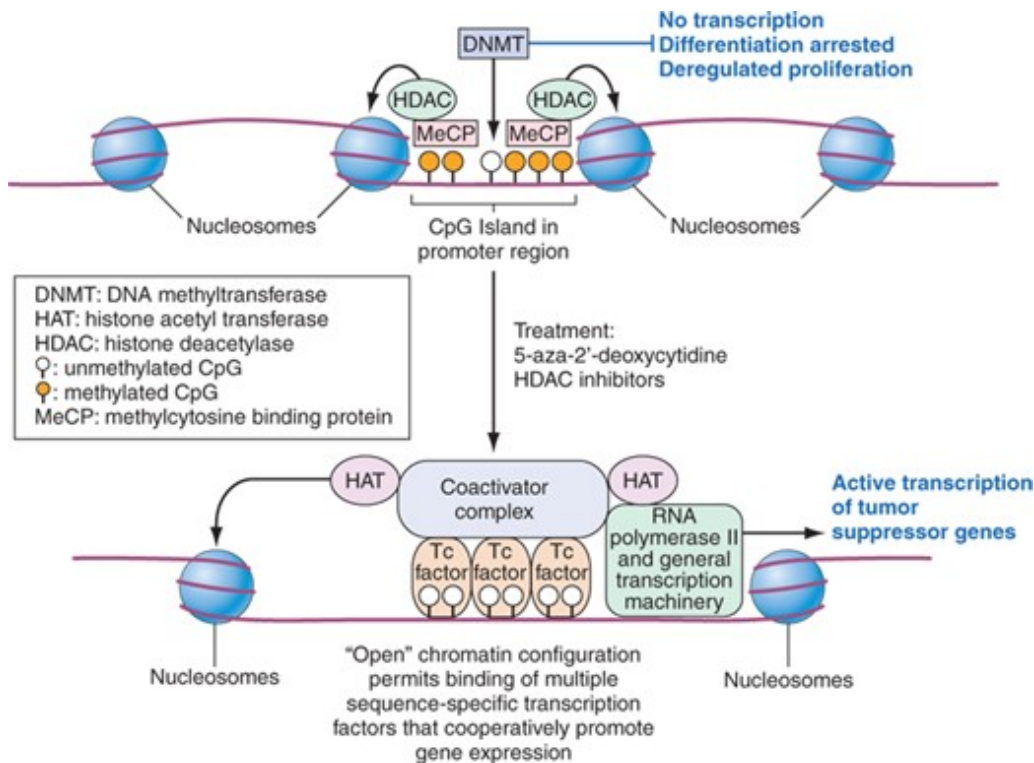 No transcription
Differentiation arrested
Deregulated proliferation
DNMT
HDAC
HDAC
MeCP
MeCP
Nucleosomes
Nucleosomes
CpG Island in
promoter region
DNMT: DNA methyltransferase
HAT: histone acetyl transferase
HDAC: histone deacetylase
: unmethylated CpG
: methylated CpG
MeCP: methylcytosine binding protein
Treatment:
5-aza-2'-deoxycytidine
HDAC inhibitors
HAT
Coactivator
complex
HAT
Active transcription
of tumor
suppressor genes
Tc
factor
Tc
factor
Tc
factor
RNA
polymerase II
and general
transcription
machinery
Nucleosomes
Nucleosomes
"Open" chromatin configuration
permits binding of multiple
sequence-specific transcription
factors that cooperatively promote
gene expression